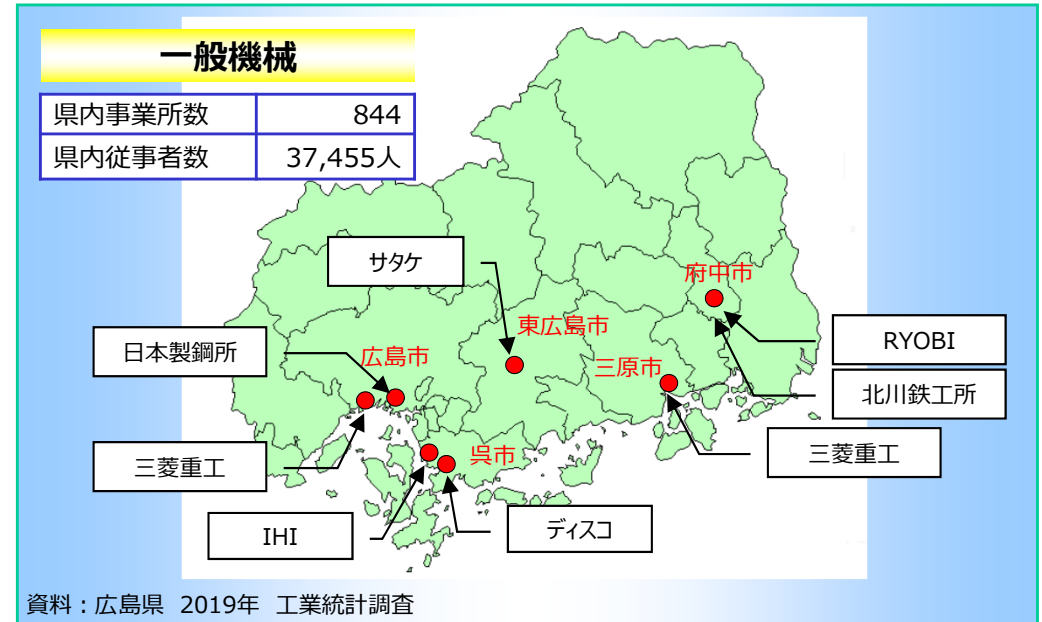 一般機械
県内事業所数 844
県内従事者数 37,455人
サタケ
府中市
東広島市
RYOBI
日本製鋼所
広島市
三原市
北川鉄工所
三菱重工
呉市
三菱重工
IHI
ディスコ
資料：広島県 2019年 工業統計調査